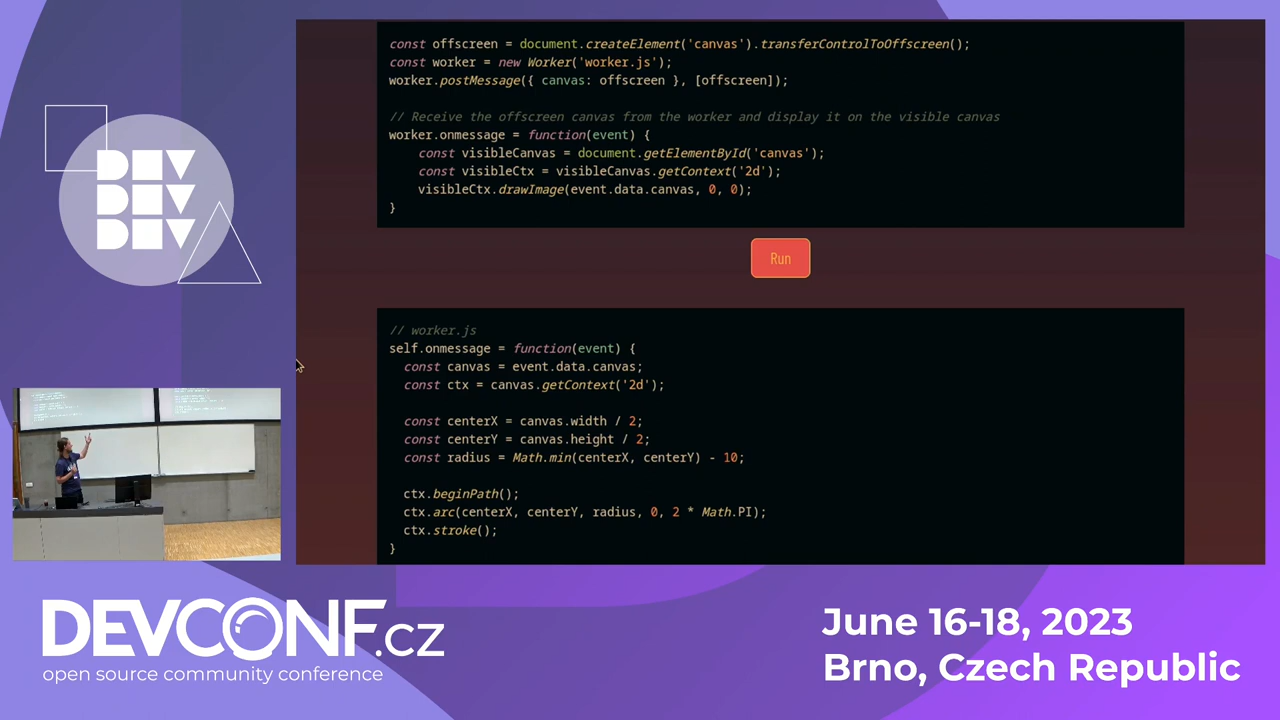 const offscreen = document.createElement('canvas').transferControlToOffscreen();
const worker = new Worker('worker.js');
worker.postMessage({ canvas: offscreen }, [offscreen]);
// Receive the offscreen canvas from the worker and display it on the visible canvas
worker.onmessage = function(event) {
    const visibleCanvas = document.getElementById('canvas');
    const visibleCtx = visibleCanvas.getContext('2d');
    visibleCtx.drawImage(event.data.canvas, 0, 0);
}
Run
// worker.js
self.onmessage = function(event) {
  const canvas = event.data.canvas;
  const ctx = canvas.getContext('2d');
  const centerX = canvas.width / 2;
  const centerY = canvas.height / 2;
  const radius = Math.min(centerX, centerY) - 10;
  ctx.beginPath();
  ctx.arc(centerX, centerY, radius, 0, 2 * Math.PI);
  ctx.stroke();
}
DEV
DEV
DEV
DEVCONF.cz
open source community conference
June 16-18, 2023
Brno, Czech Republic